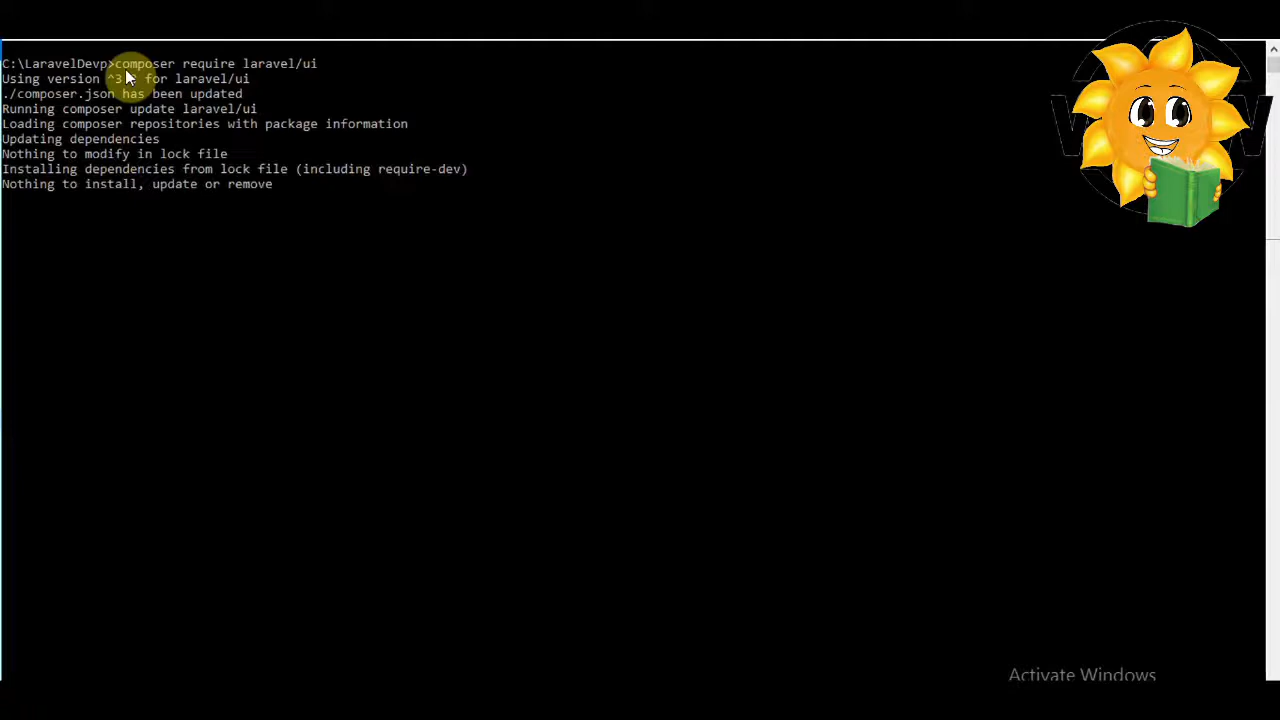 C:\LaravelDevp>composer require laravel/ui
Using version ^3 for laravel/ui
./composer.json has been updated
Running composer update laravel/ui
Loading composer repositories with package information
Updating dependencies
Nothing to modify in lock file
Installing dependencies from lock file (including require-dev)
Nothing to install, update or remove
Activate Windows